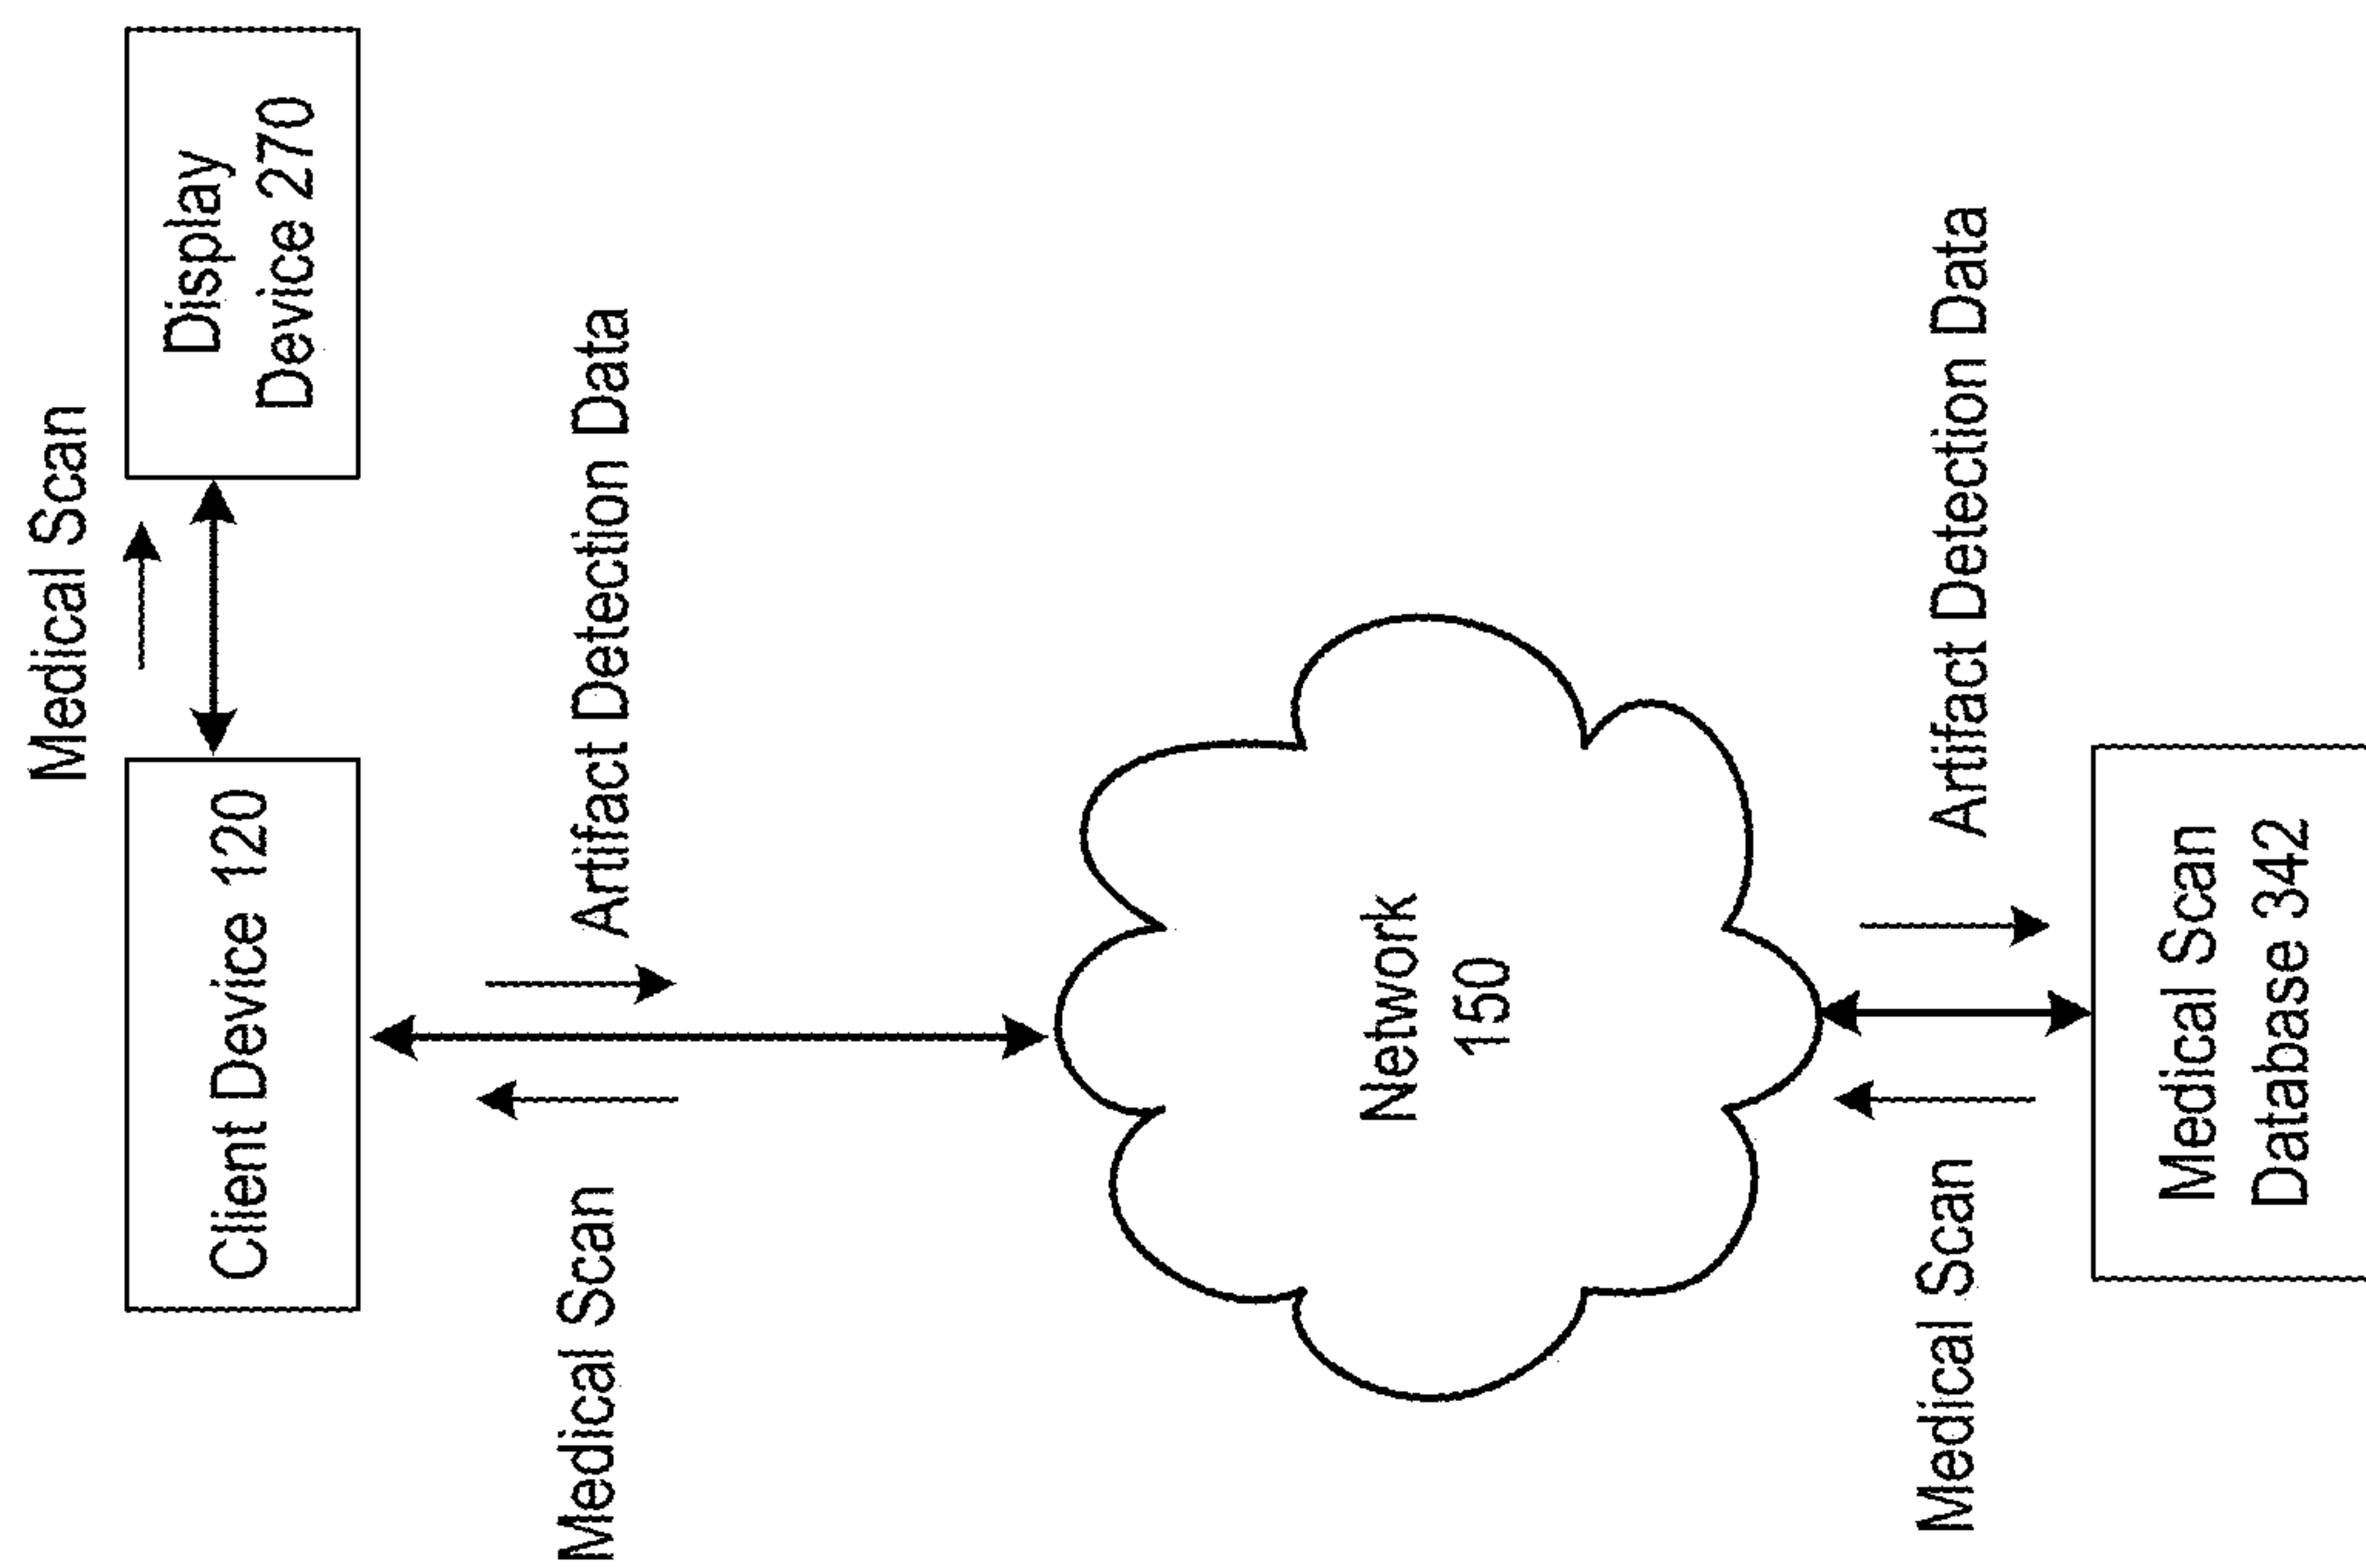 Medical Scan
Display
Device 270
Client Device 120
Artifact Detection Data
Medical Scan
Network
150
Artifact Detection Data
Medical Scan
Medical Scan
Database 342